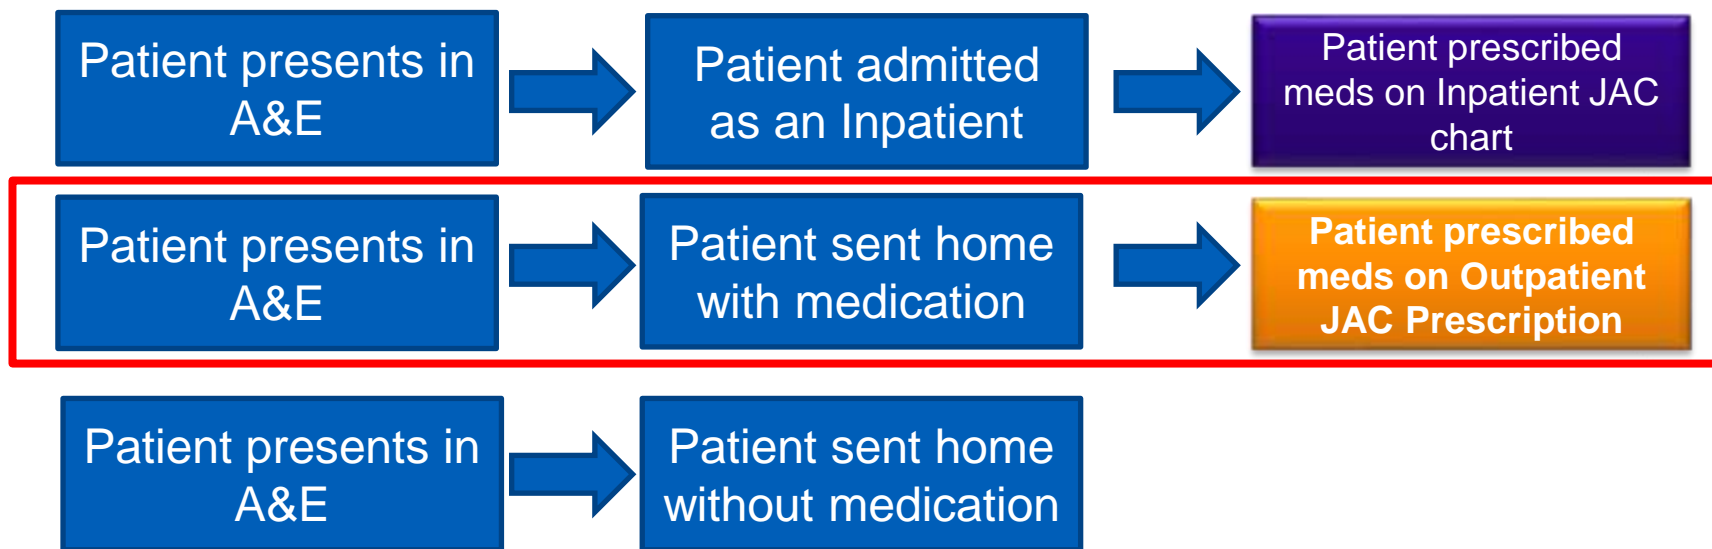 Patient presents in
A&E
Patient admitted
as an Inpatient
Patient prescribed
meds on Inpatient JAC
chart
Patient presents in
A&E
Patient sent home
with medication
Patient prescribed
meds on Outpatient
JAC Prescription
Patient presents in
A&E
Patient sent home
without medication